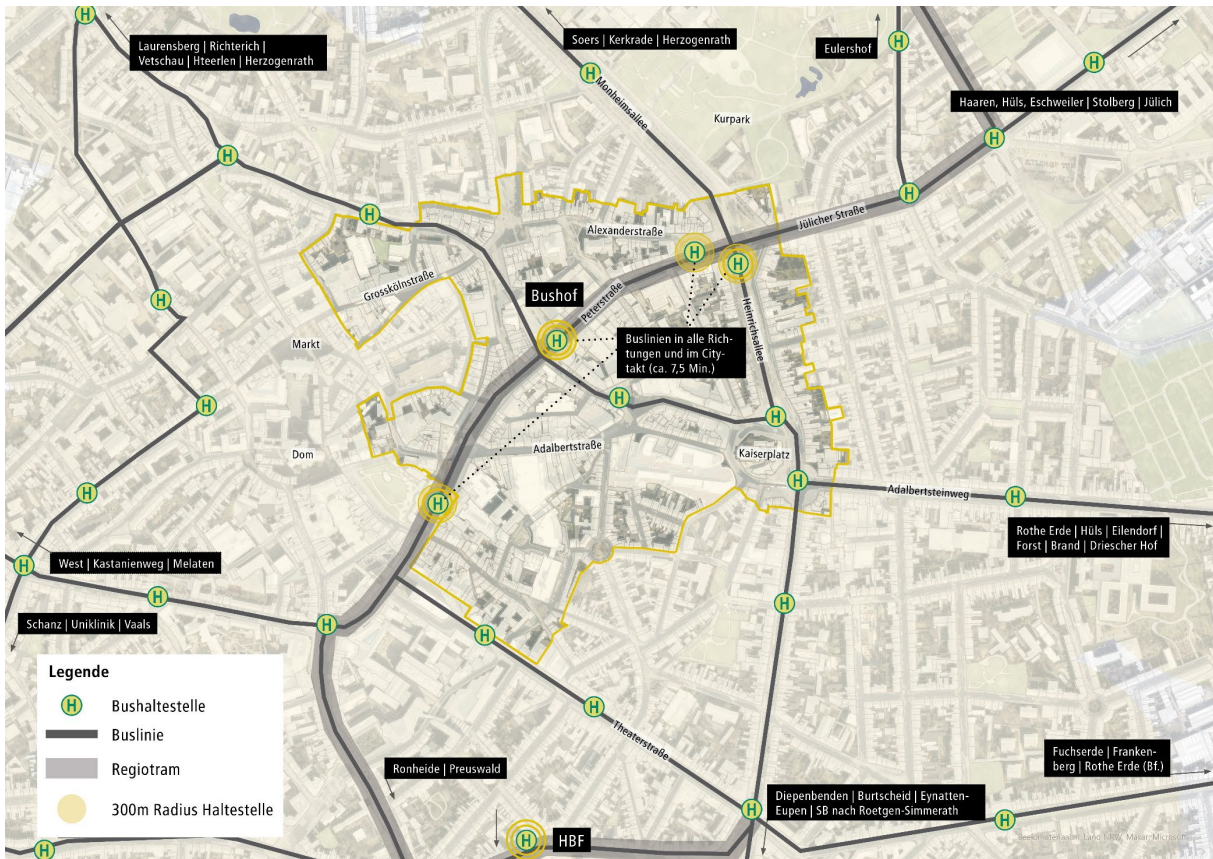 Laurensberg | Richterich |
Vetschau | Hteerlen | Herzogenrath
Soers | Kerkrade | Herzogenrath
Eulershof
Haaren, Hüls, Eschweiler | Stolberg | Jülich
Monheimsallee
Kurpark
Alexanderstraße
Jülicher Straße
Grosskölnstraße
Bushof
Peterstraße
Heinrichsallee
Markt
Buslinien in alle Rich-
tungen und im City-
takt (ca. 7,5 Min.)
Dom
Adalbertstraße
Kaiserplatz
Adalbertsteinweg
Rothe Erde | Hüls | Eilendorf |
Forst | Brand | Driescher Hof
West | Kastanienweg | Melaten
Schanz | Uniklinik | Vaals
Legende
H Bushaltestelle
Buslinie
Regiotram
300m Radius Haltestelle
Theaterstraße
Ronheide | Preuswald
Fuchserde | Franken-
berg | Rothe Erde (Bf.)
Diepenbenden | Burtscheid | Eynatten-
Eupen | SB nach Roetgen-Simmerath
HBF
Land NRW, Maxar, Microsoft